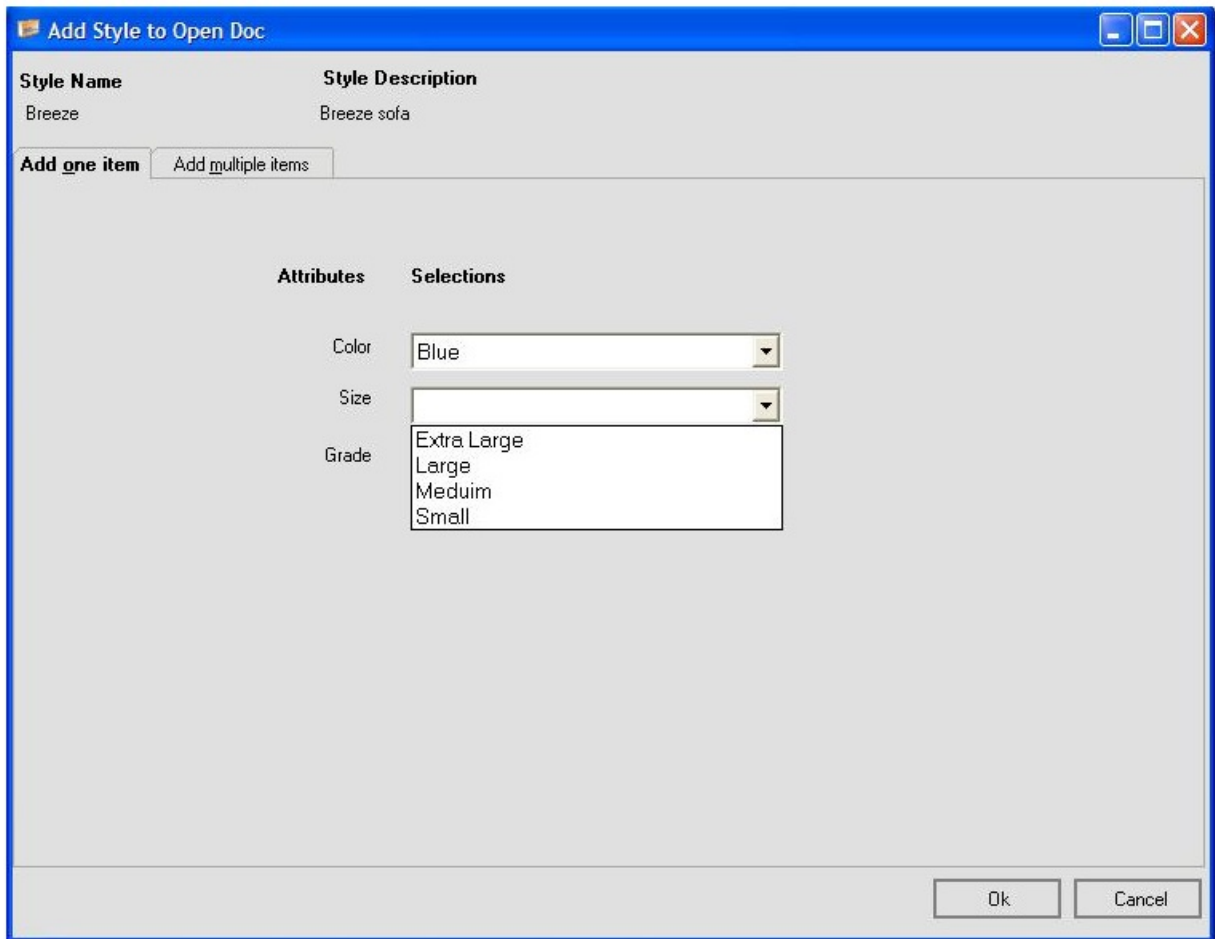 Add Style to Open Doc
Style Name Style Description
Breeze Breeze sofa
Add one item Add multiple items
Attributes Selections
Color Blue
Size
Extra Large
Grade
Large
Meduim
Small
Ok Cancel